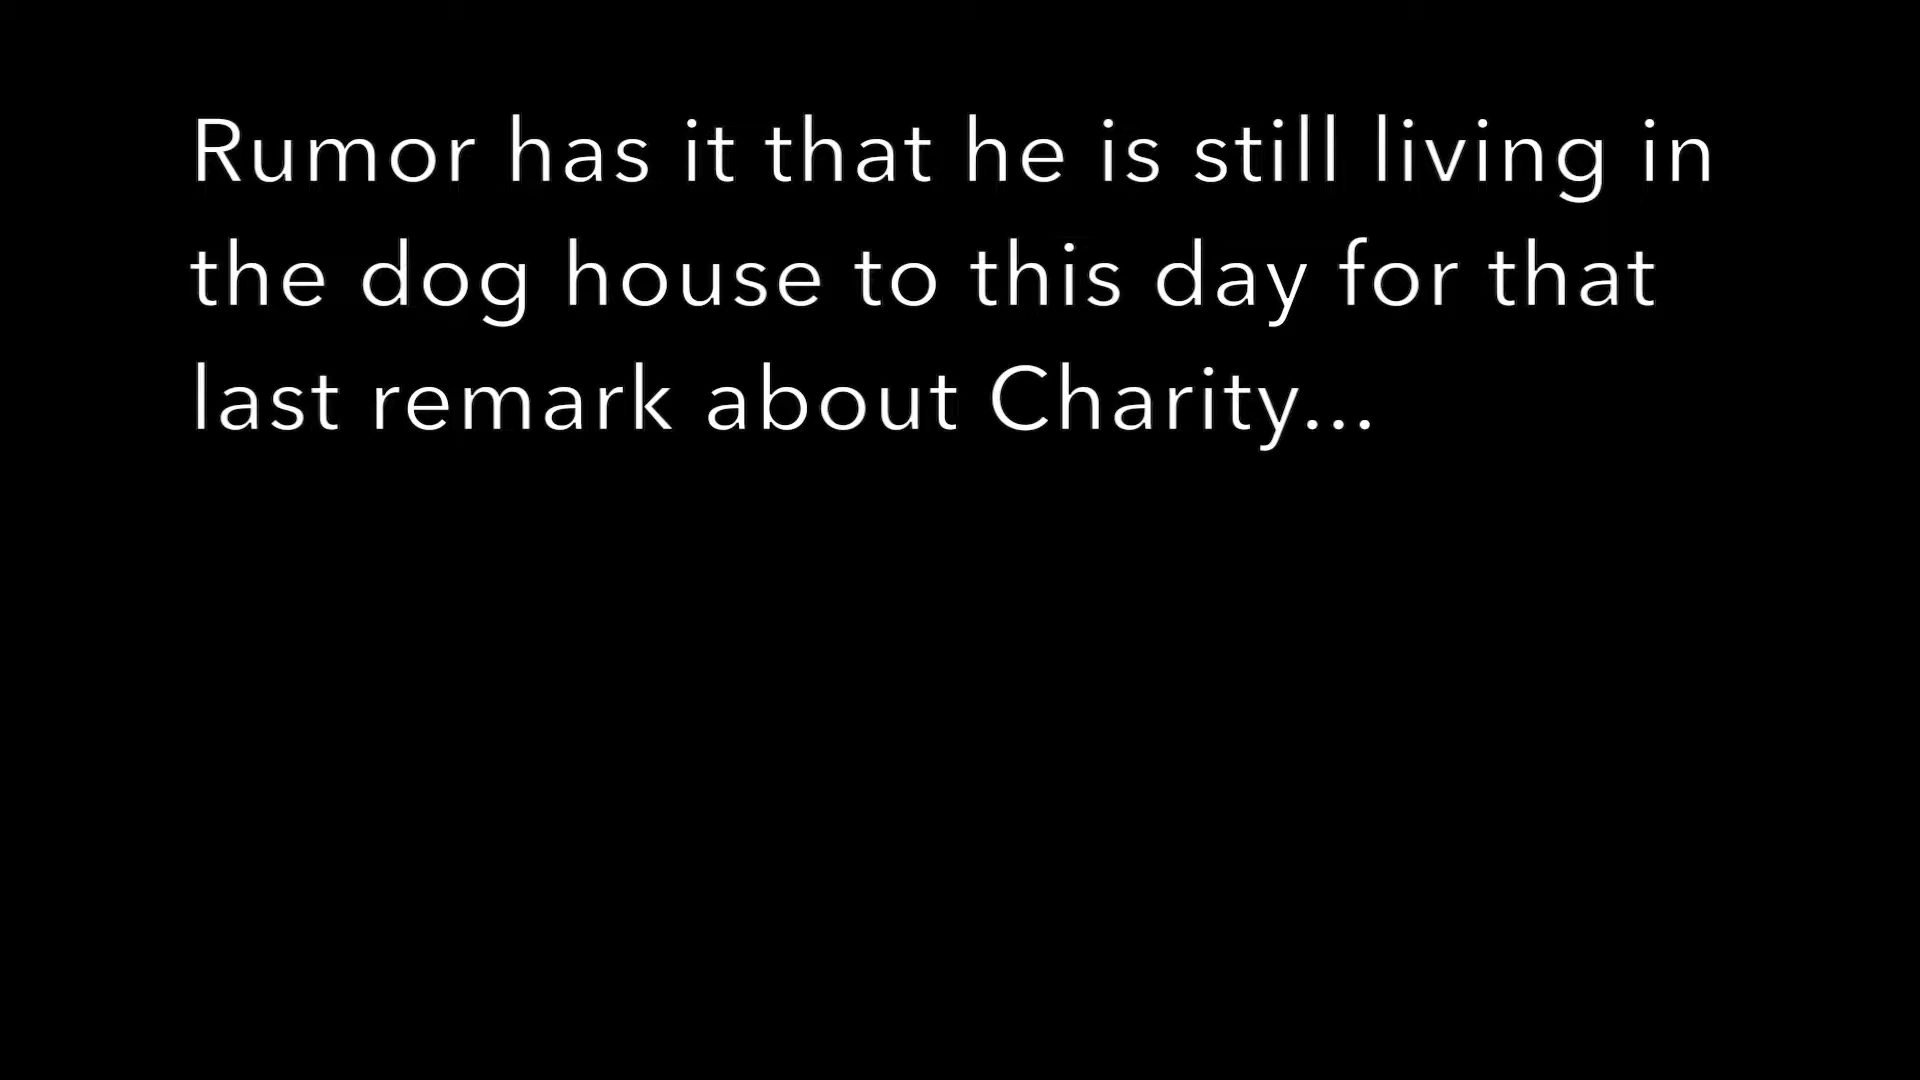 Rumor has it that he is still living in
the dog house to this day for that
last remark about Charity...